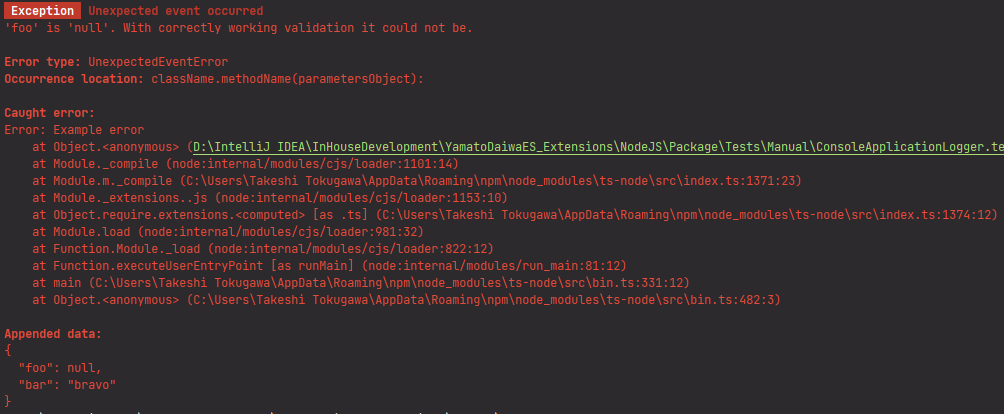 Exception Unexpected event occurred
'foo' is 'null'. With correctly working validation it could not be.
Error type: UnexpectedEventError
Occurrence location: className.methodName(parametersObject):
Caught error:
Error: Example error
at Object.<anonymous> (D:\IntelliJ IDEA\InHouseDevelopment\YamatoDaiwaES_Extensions\NodeJS\Package\Tests\Manual\ConsoleApplicationLogger.te
at Module._compile (node:internal/modules/cjs/loader:1101:14)
at Module.m._compile (C:\Users\Takeshi Tokugawa\AppData\Roaming\npm\node_modules\ts-node\src\index.ts:1371:23)
at Module._extensions..js (node:internal/modules/cjs/loader:1153:10)
at Object.require.extensions.<computed> [as .ts] (C:\Users\Takeshi Tokugawa\AppData\Roaming\npm\node_modules\ts-node\src\index.ts:1374:12)
at Module.load (node:internal/modules/cjs/loader:981:32)
at Function.Module._load (node:internal/modules/cjs/loader:822:12)
at Function.executeUserEntryPoint [as runMain] (node:internal/modules/run_main:81:12)
at main (C:\Users\Takeshi Tokugawa\AppData\Roaming\npm\node_modules\ts-node\src\bin.ts:331:12)
at Object.<anonymous> (C:\Users\Takeshi Tokugawa\AppData\Roaming\npm\node_modules\ts-node\src\bin.ts:482:3)
Appended data:
{
"foo": null,
"bar": "bravo"
}